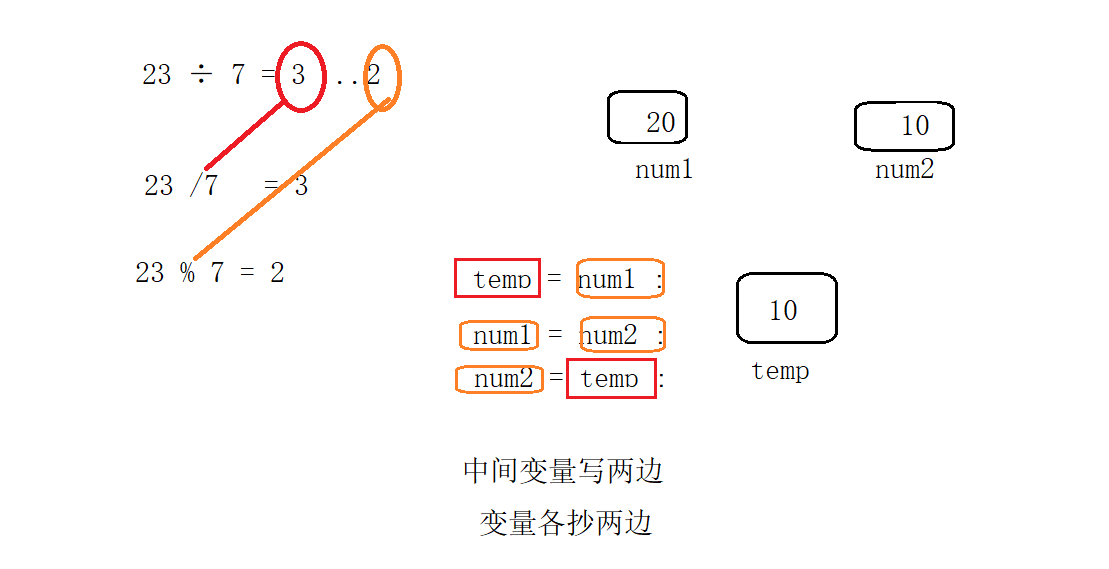 23 ÷ 7 = 3 ..2
23 /7 = 3
23 % 7 = 2
20
num1
10
num2
temp = num1 ;
num1 = num2 ;
num2 = temp ;
10
temp
中间变量写两边
变量各抄两边